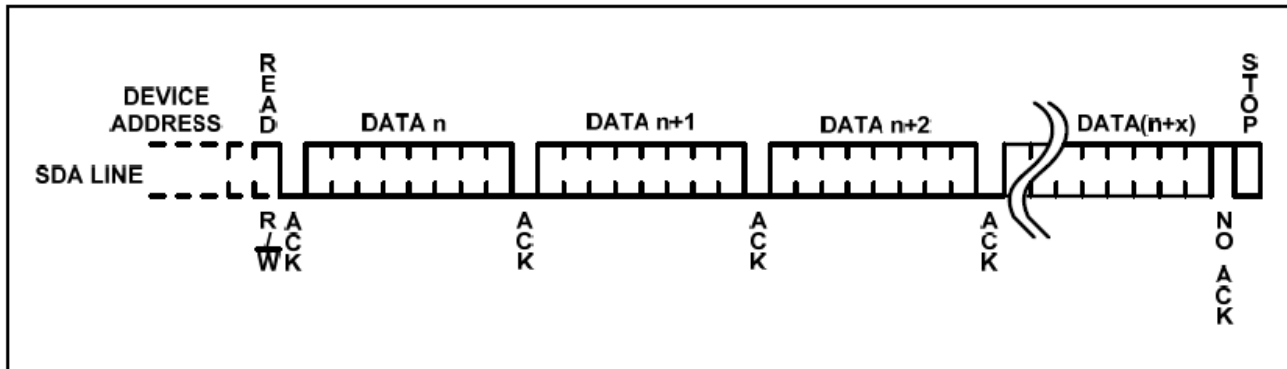 READ
STOP
DEVICE
ADDRESS
DATA n
DATA n+1
DATA n+2
DATA(n+x)
SDA LINE
R/W
ACK
ACK
ACK
ACK
NO ACK